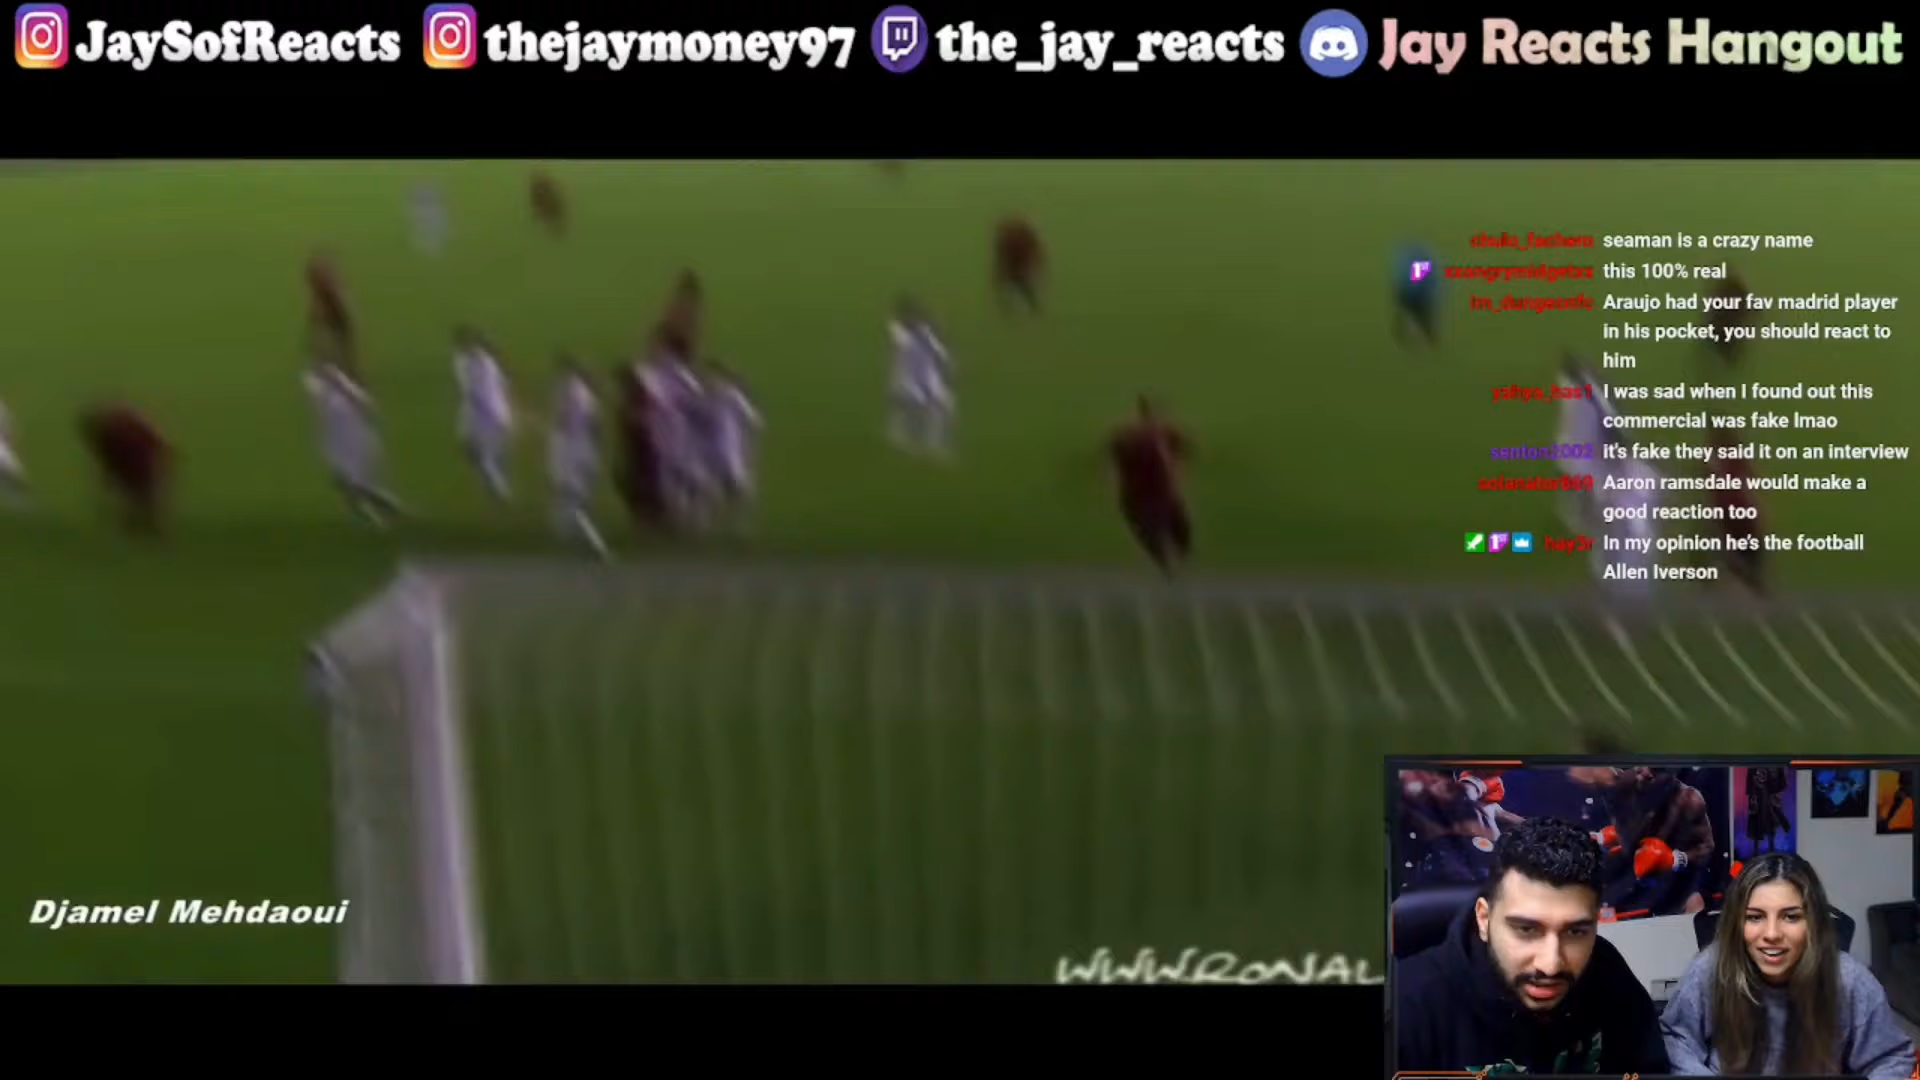 JaySofReacts thejaymoney97 the_jay_reacts Jay Reacts Hangout
seaman is a crazy name
this 100% real
Araujo had your fav madrid player
in his pocket, you should react to
him
I was sad when I found out this
commercial was fake lmao
it's fake they said it on an interview
Aaron ramsdale would make a
good reaction too
In my opinion he's the football
Allen Iverson
Djamel Mehdaoui
WWW.RONAL